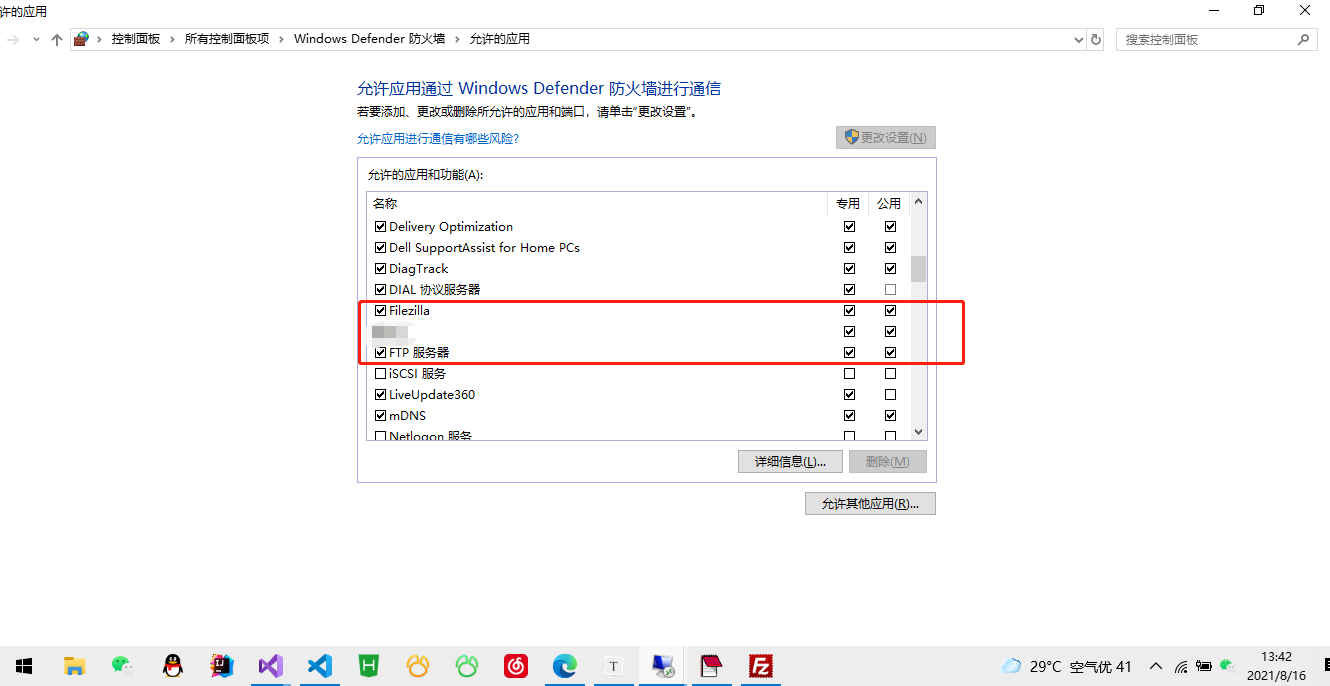 许的应用
控制面板 › 所有控制面板项 › Windows Defender 防火墙 › 允许的应用
搜索控制面板
允许应用通过 Windows Defender 防火墙进行通信
若要添加、更改或删除所允许的应用和端口，请单击“更改设置”。
允许应用进行通信有哪些风险?
更改设置(N)
允许的应用和功能(A):
名称 专用 公用
Delivery Optimization
Dell SupportAssist for Home PCs
DiagTrack
DIAL 协议服务器
Filezilla
FTP 服务器
iSCSI 服务
LiveUpdate360
mDNS
Netlogon 服务
详细信息(L)... 删除(M)
允许其他应用(R)...
29°C 空气优 41
13:42
2021/8/16